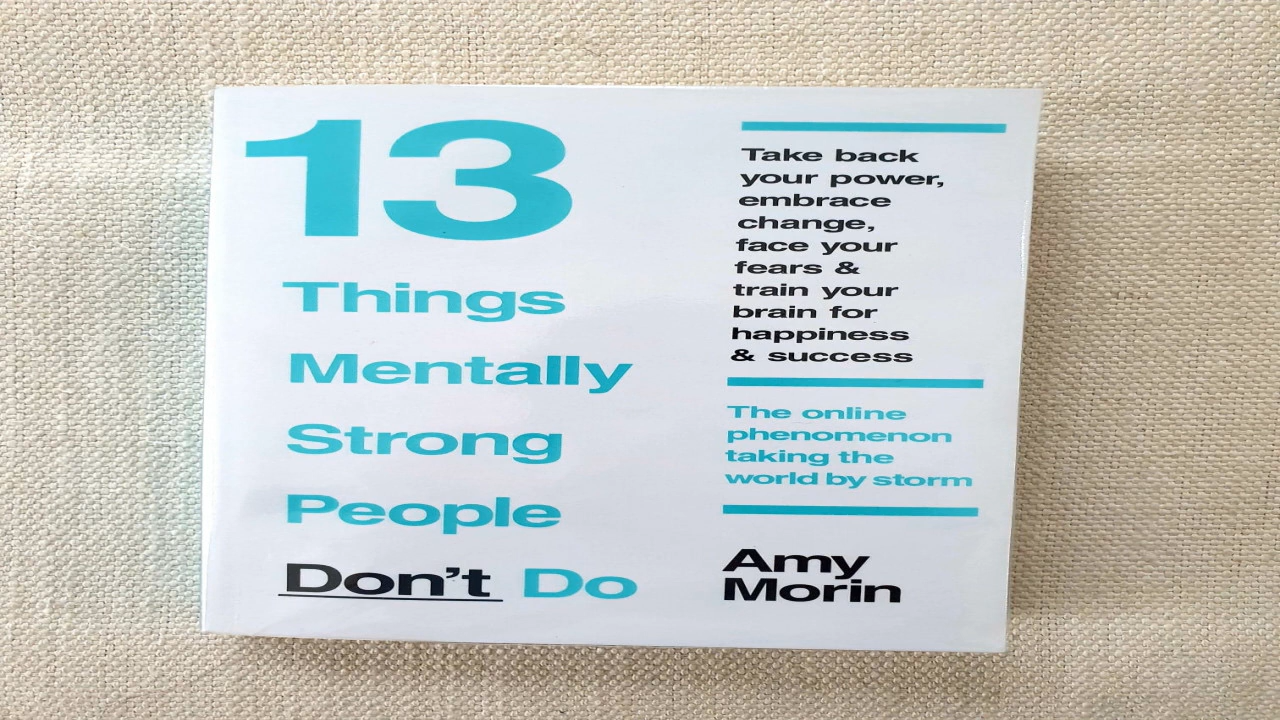 13
Things
Mentally
Strong
People
Don't Do
Take back
your power,
embrace
change,
face your
fears &
train your
brain for
happiness
& success
The online
phenomenon
taking the
world by storm
Amy
Morin